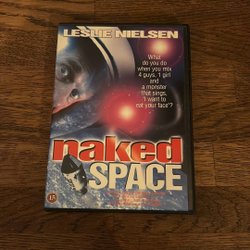 LESLIE NIELSEN
What
do you do
when you mix
4 guys, 1 girl
and
a monster
that sings,
'I want to
eat your face'?
naked
SPACE